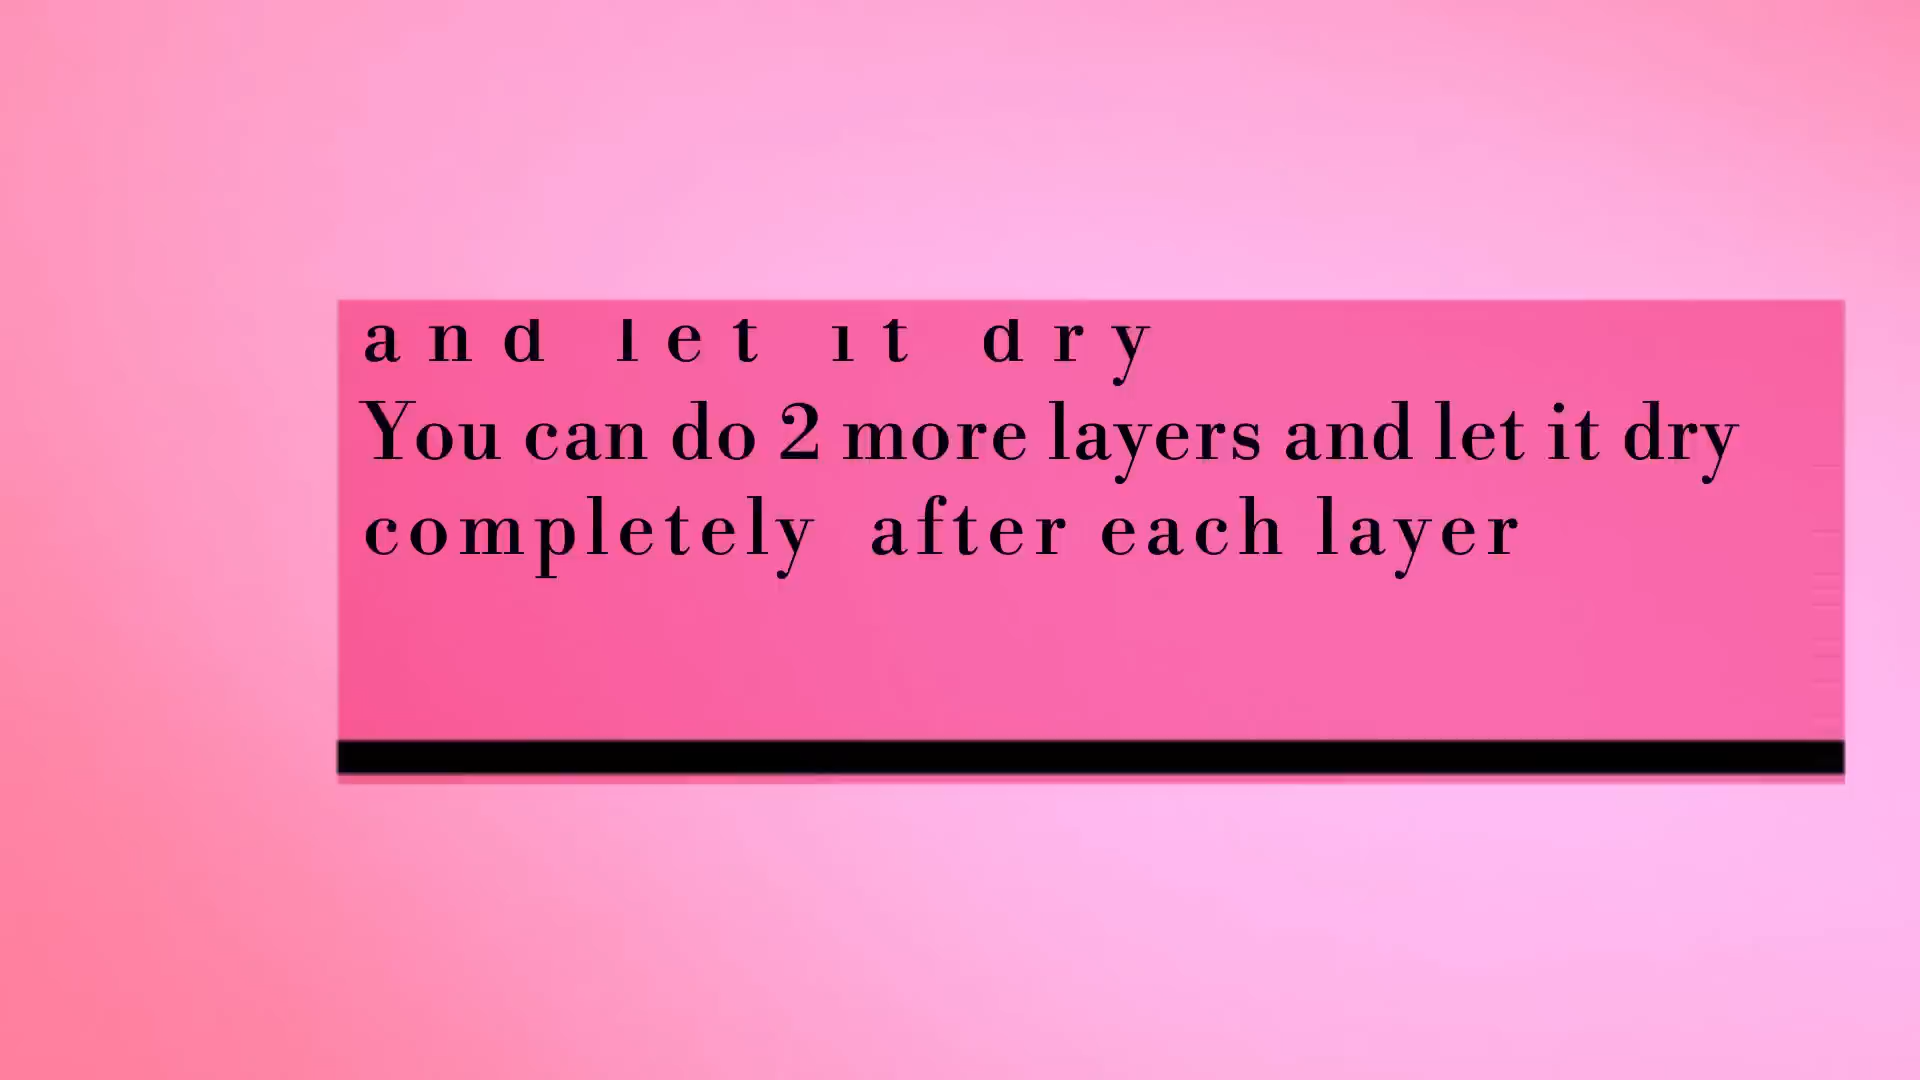 and let it dry
You can do 2 more layers and let it dry
completely after each layer